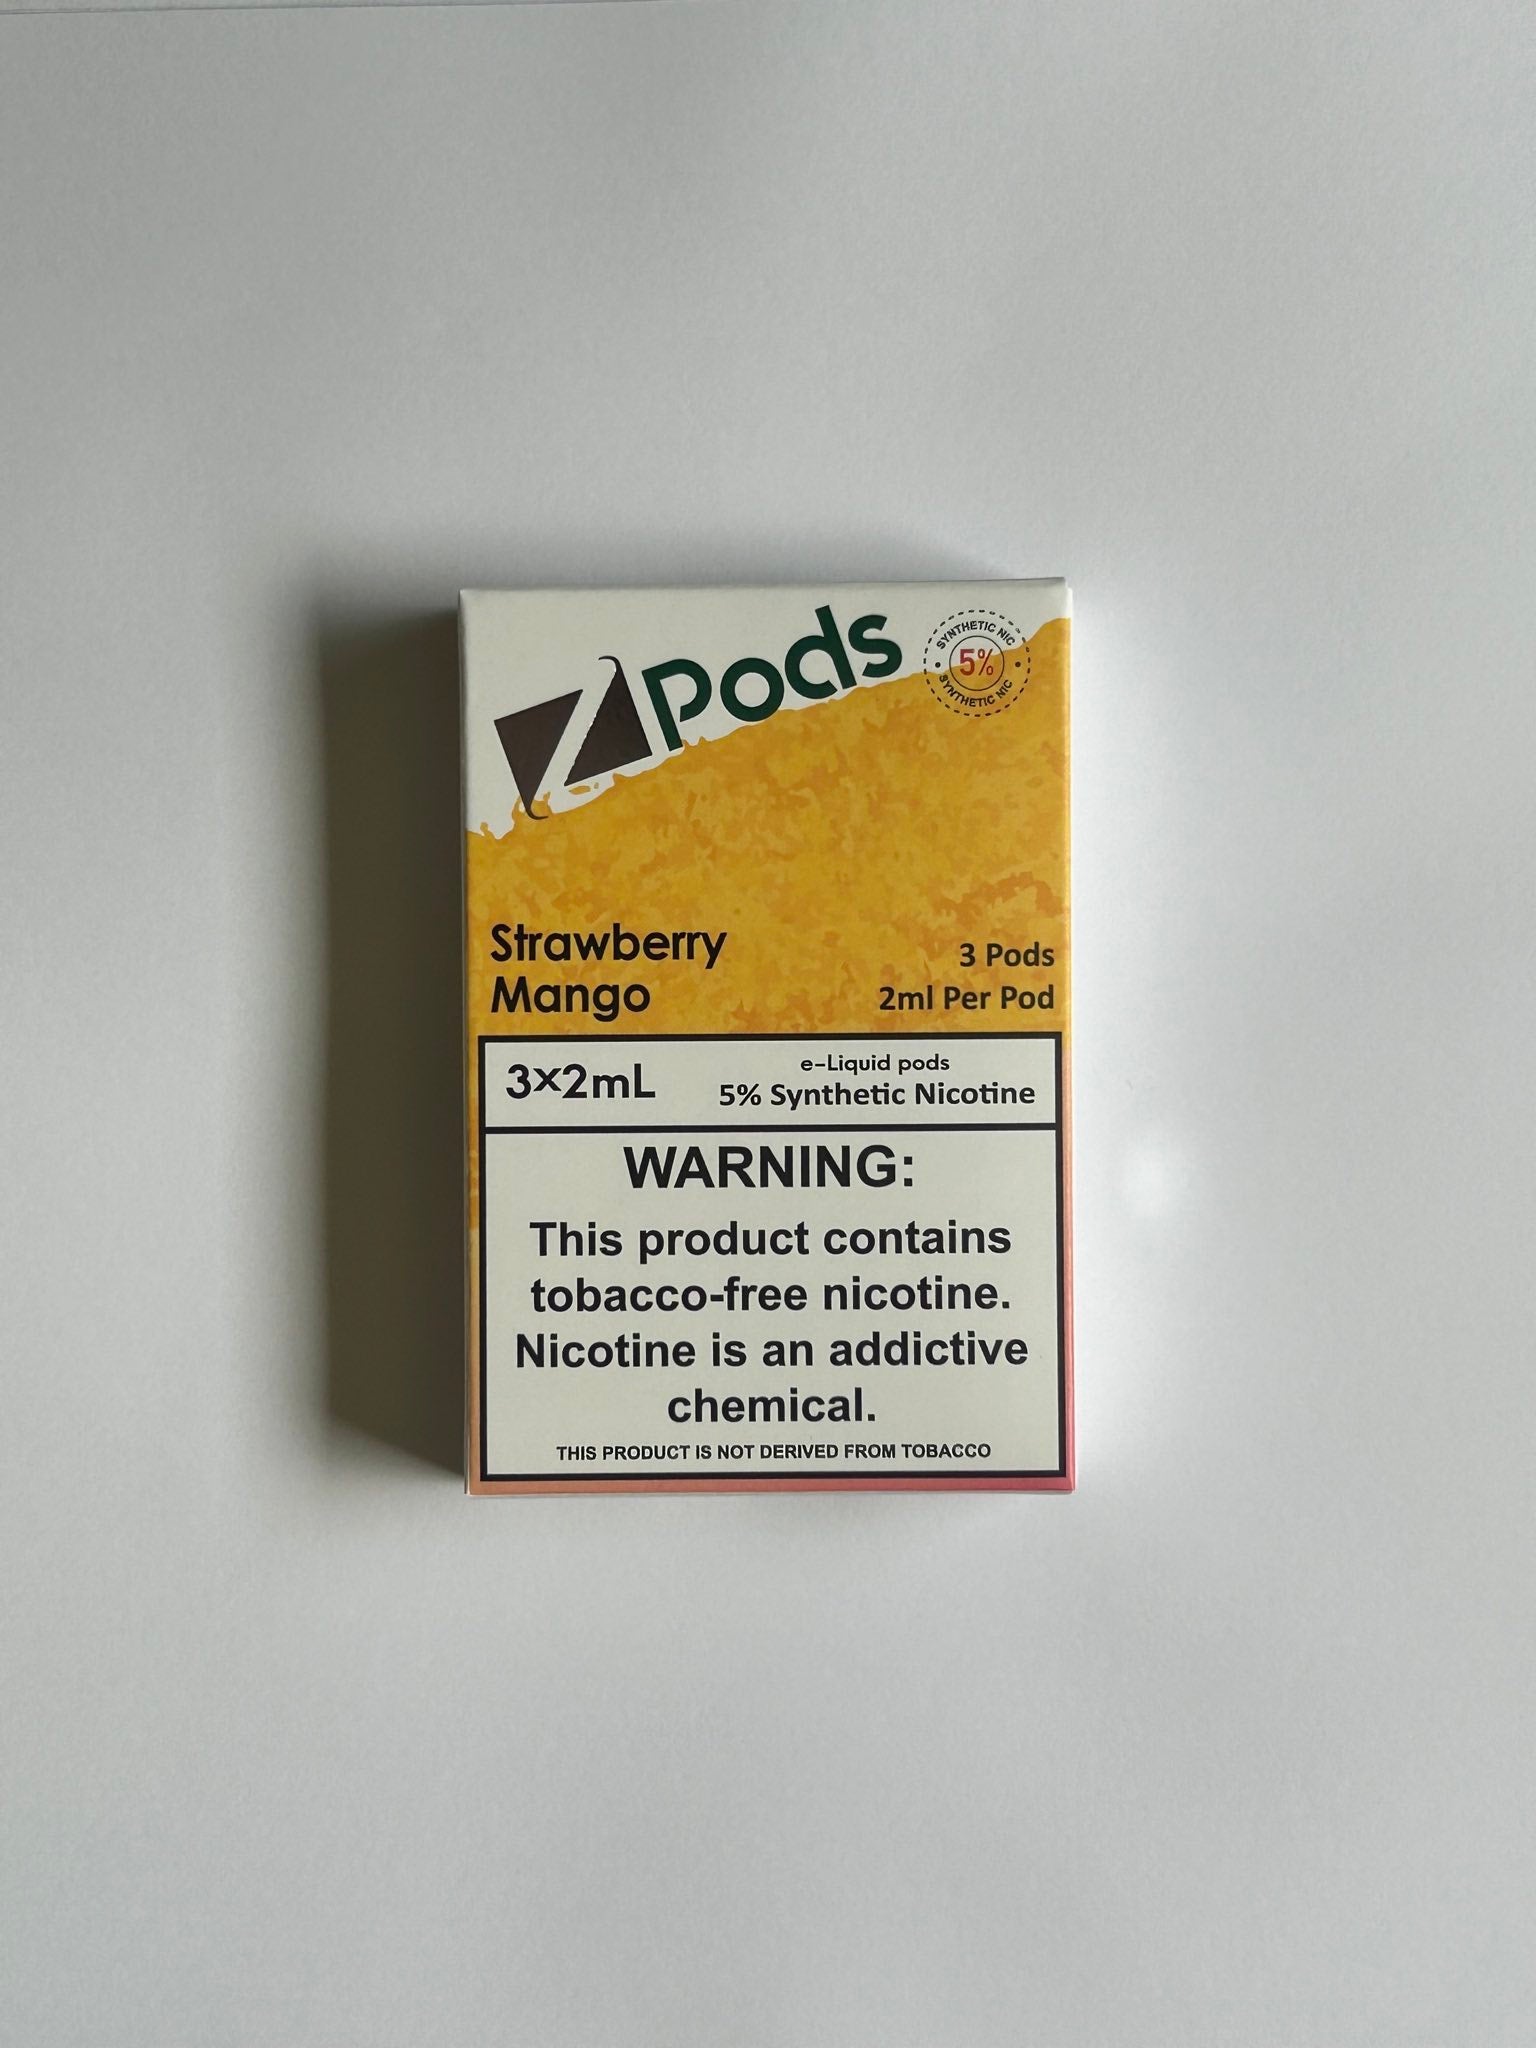 Z Pods
SYNTHETIC NIC
5%
SYNTHETIC NIC
Strawberry
Mango
3 Pods
2ml Per Pod
3×2mL
e-Liquid pods
5% Synthetic Nicotine
WARNING:
This product contains
tobacco-free nicotine.
Nicotine is an addictive
chemical.
THIS PRODUCT IS NOT DERIVED FROM TOBACCO